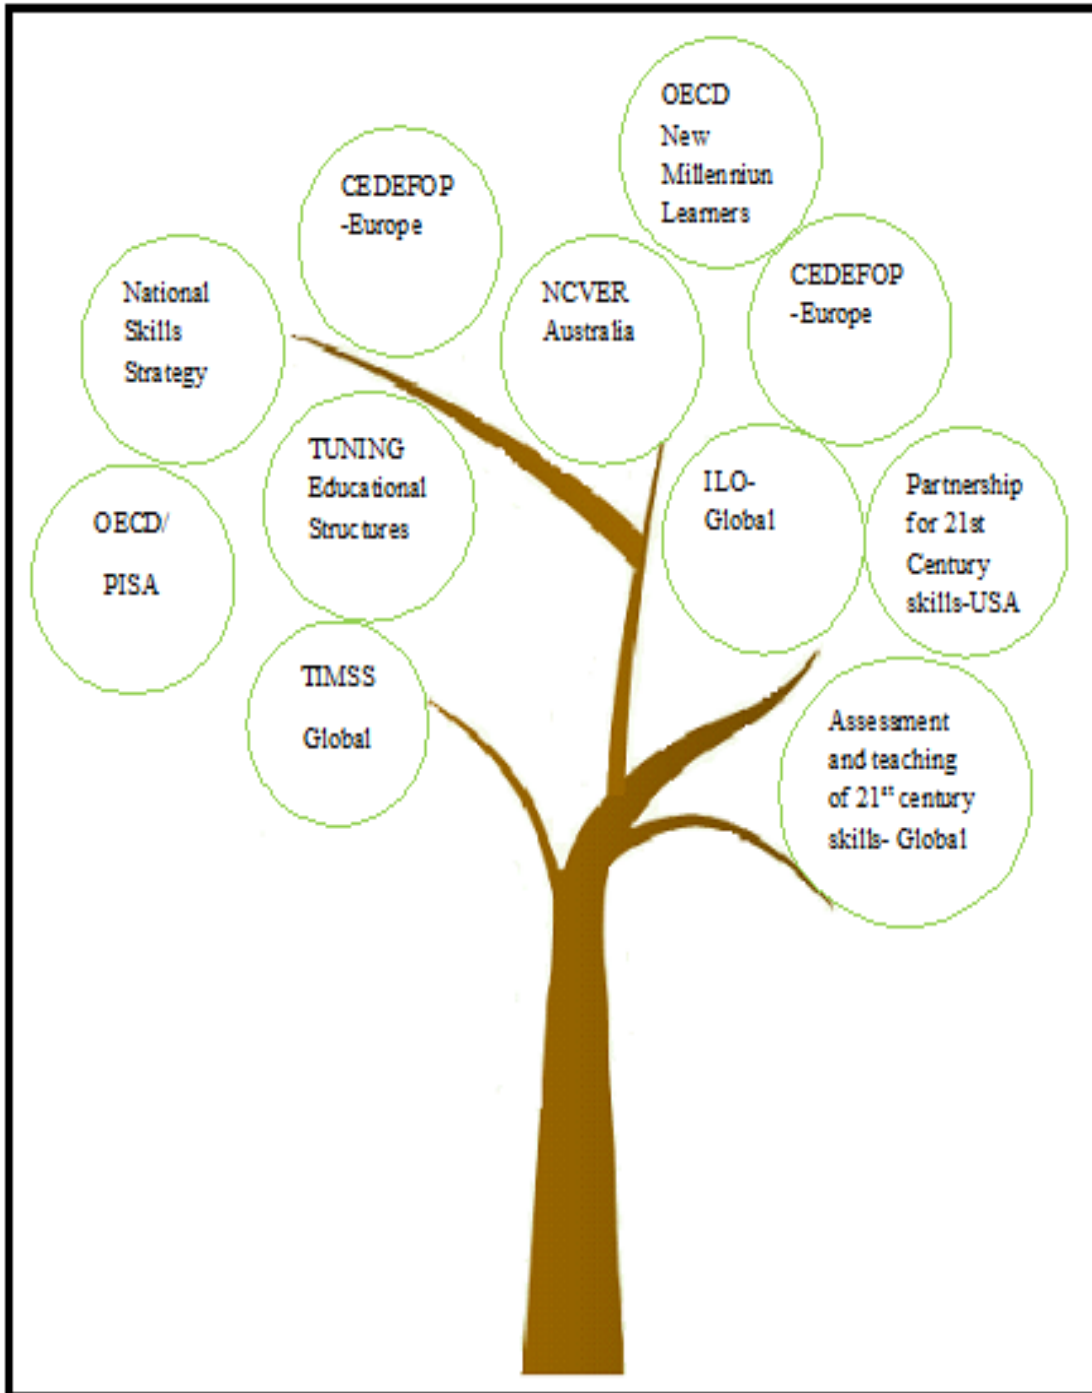 OECD
New
Millenniun
Learners
CEDEFOP
-Europe
National
Skills
Strategy
NCVER
Australia
CEDEFOP
-Europe
TUNING
Educational
Structures
ILO-
Global
Partnership
for 21st
Century
skills-USA
OECD/
PISA
TIMSS
Global
Assessment
and teaching
of 21st century
skills- Global